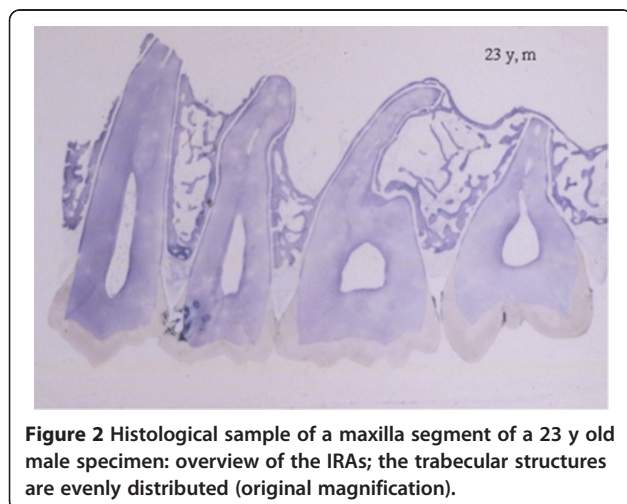 23 y, m
Figure 2 Histological sample of a maxilla segment of a 23 y old
male specimen: overview of the IRAs; the trabecular structures
are evenly distributed (original magnification).